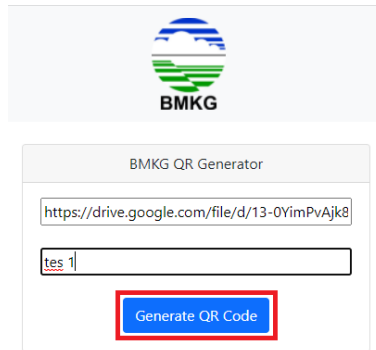 BMKG
BMKG QR Generator
https://drive.google.com/file/d/13-0YimPvAjk8
tes 1
Generate QR Code